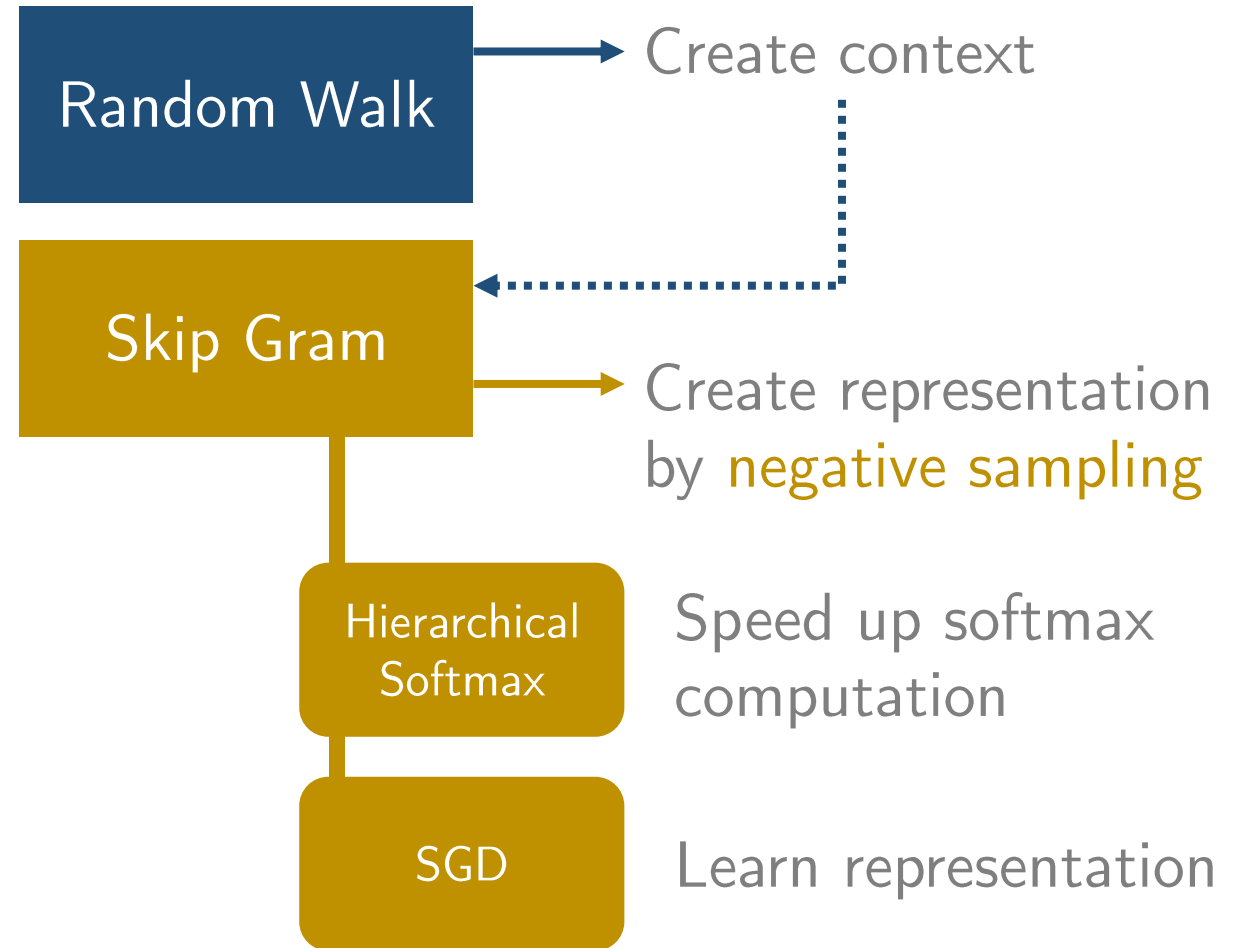 Random Walk
Create context
Skip Gram
Create representation
by negative sampling
Hierarchical
Softmax
Speed up softmax
computation
SGD
Learn representation